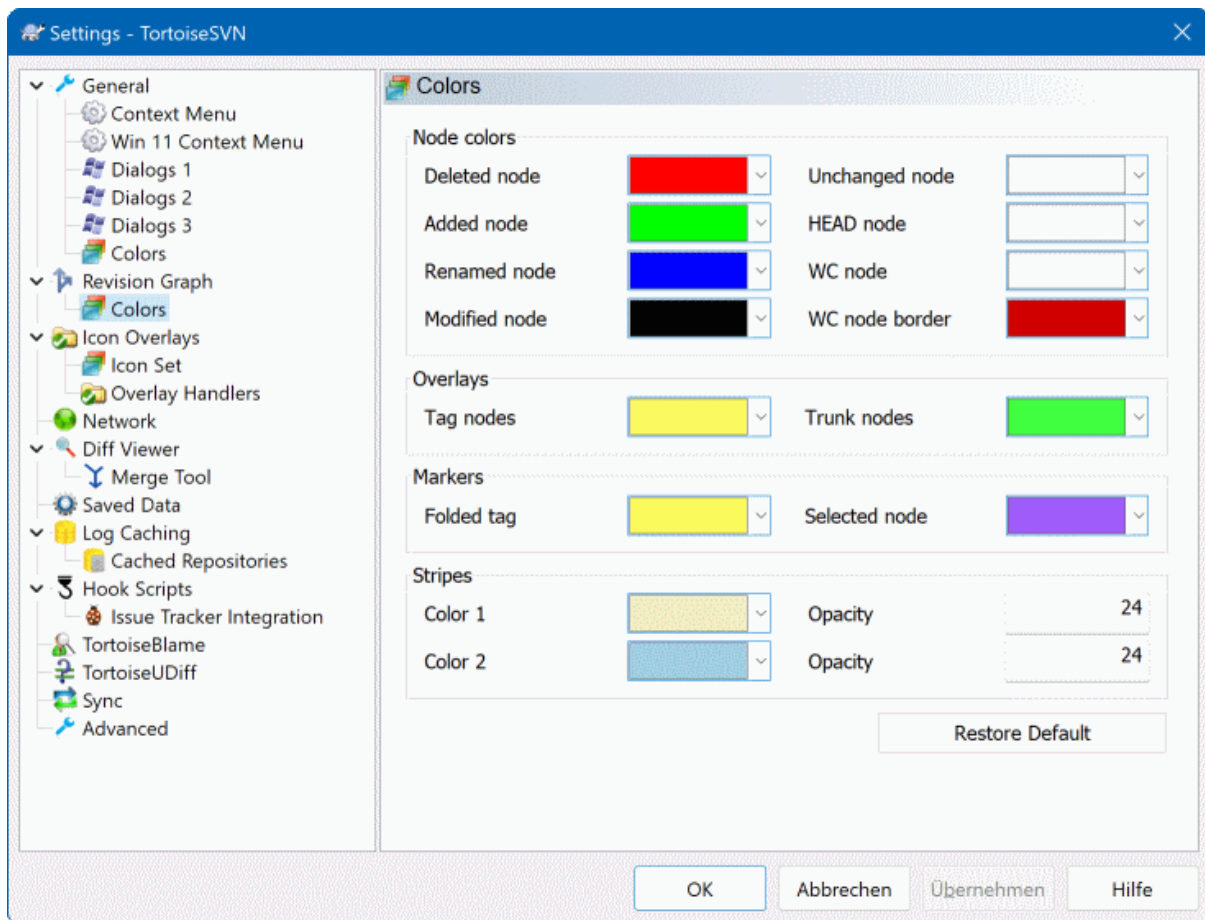 Settings - TortoiseSVN
General
Context Menu
Win 11 Context Menu
Dialogs 1
Dialogs 2
Dialogs 3
Colors
Revision Graph
Colors
Icon Overlays
Icon Set
Overlay Handlers
Network
Diff Viewer
Merge Tool
Saved Data
Log Caching
Cached Repositories
Hook Scripts
Issue Tracker Integration
TortoiseBlame
TortoiseUDiff
Sync
Advanced
Colors
Node colors
Deleted node
Unchanged node
Added node
HEAD node
Renamed node
WC node
Modified node
WC node border
Overlays
Tag nodes
Trunk nodes
Markers
Folded tag
Selected node
Stripes
Color 1
Opacity
24
Color 2
Opacity
24
Restore Default
OK
Abbrechen
Übernehmen
Hilfe